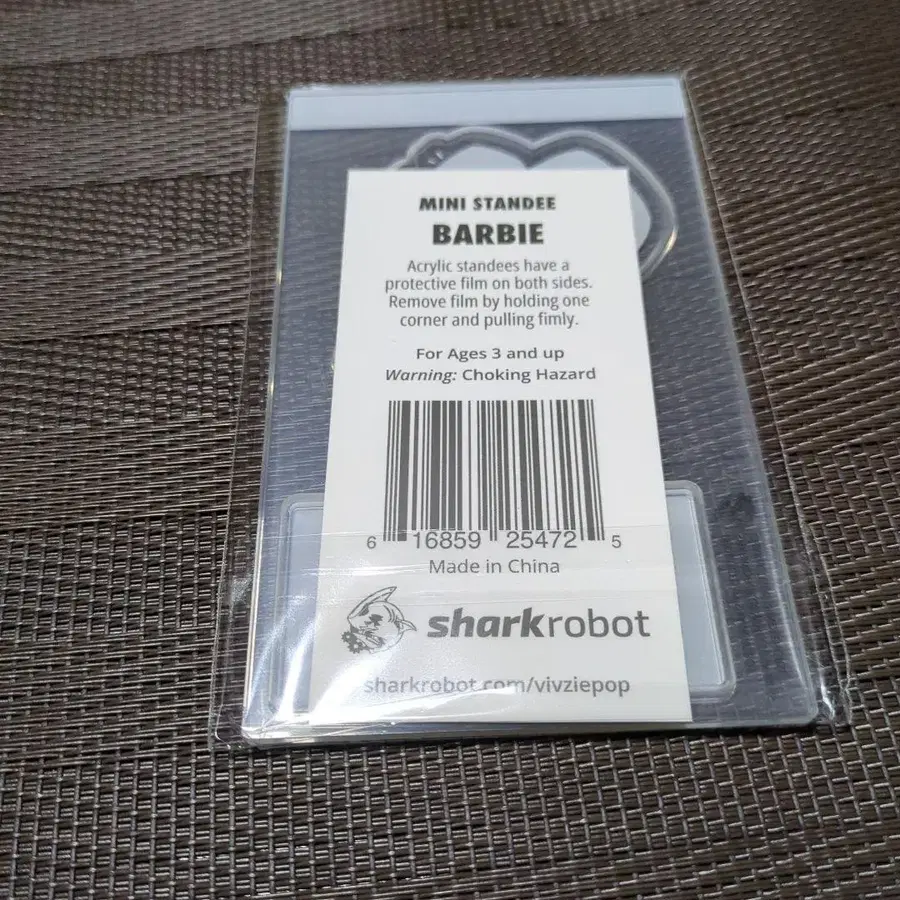 MINI STANDEE
BARBIE
Acrylic standees have a
protective film on both sides.
Remove film by holding one
corner and pulling fimly.
For Ages 3 and up
Warning: Choking Hazard
6 16859 25472 5
Made in China
sharkrobot
sharkrobot.com/vivziepop